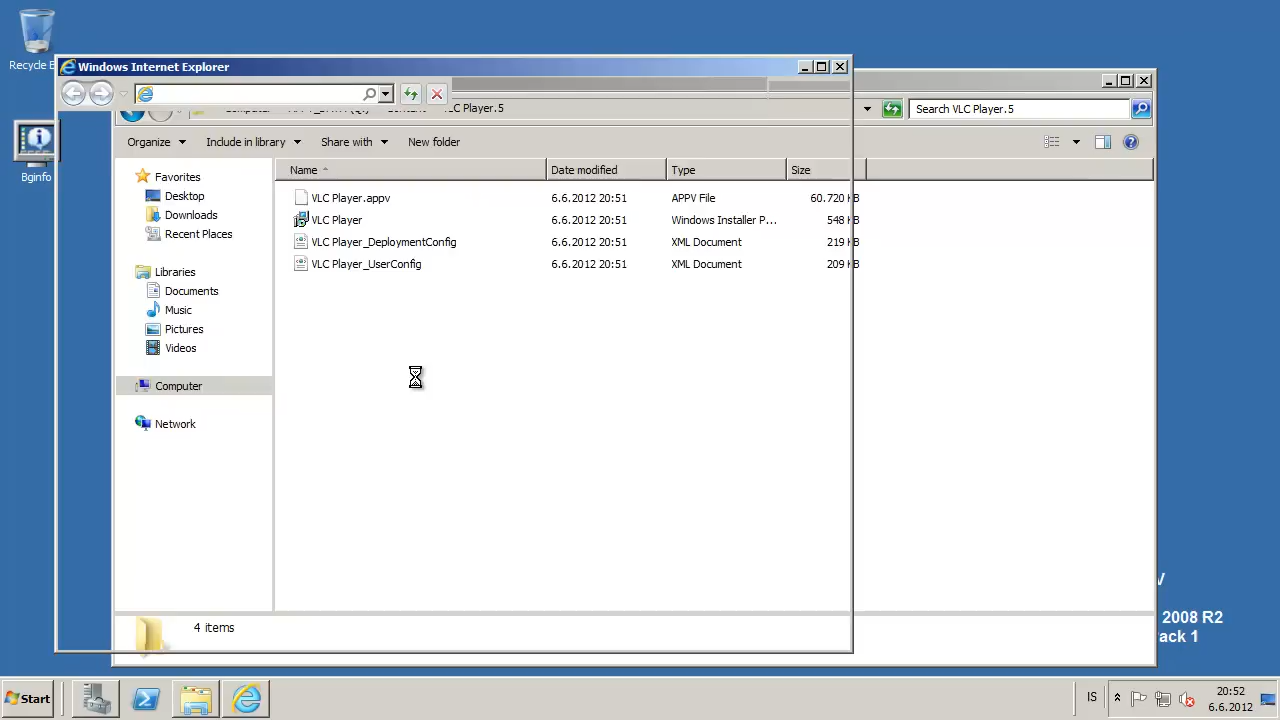 Recycle B
Windows Internet Explorer
LC Player.5
Search VLC Player.5
Organize
Include in library
Share with
New folder
Name
Date modified
Type
Size
Favorites
Desktop
Downloads
Recent Places
Libraries
Documents
Music
Pictures
Videos
Computer
Network
VLC Player.appv
6.6.2012 20:51
APPV File
60.720 KB
VLC Player
6.6.2012 20:51
Windows Installer P...
548 KB
VLC Player_DeploymentConfig
6.6.2012 20:51
XML Document
219 KB
VLC Player_UserConfig
6.6.2012 20:51
XML Document
209 KB
Bginfo
4 items
V
2008 R2
ack 1
Start
IS
20:52
6.6.2012